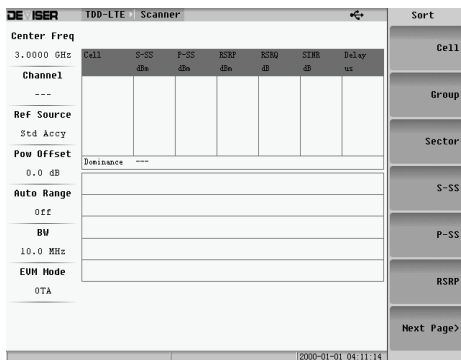 DEVISER TDD-LTE Scanner Sort
Center Freq
3.0000 GHz
Channel
---
Ref Source
Std Accy
Pow Offset
0.0 dB
Auto Range
Off
BW
10.0 MHz
EVM Mode
OTA
Cell S-SS P-SS RSRP RSRQ SINR Delay
dBm dBm dBm dB dB us
Dominance ---
Cell
Group
Sector
S-SS
P-SS
RSRP
Next Page>
2000-01-01 04:11:14